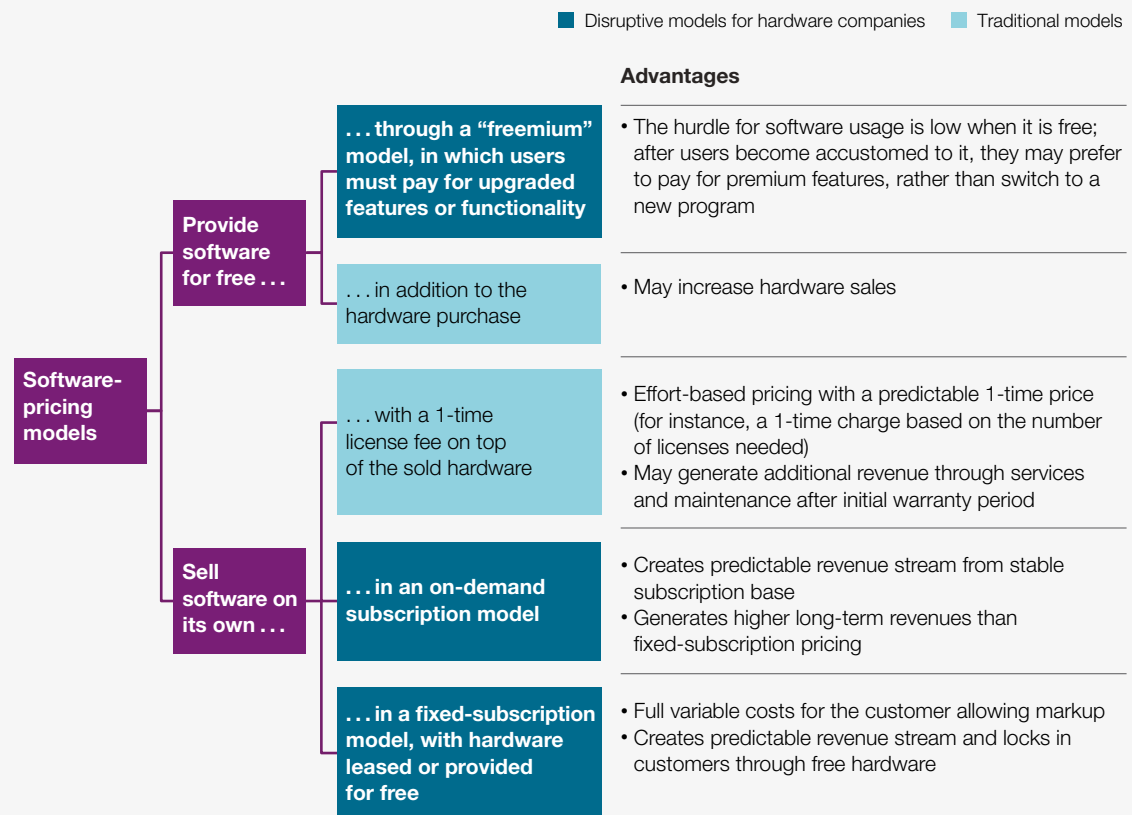 Disruptive models for hardware companies
Traditional models
Advantages
Software-
pricing
models
Provide
software
for free . . .
. . . through a “freemium”
model, in which users
must pay for upgraded
features or functionality
• The hurdle for software usage is low when it is free;
after users become accustomed to it, they may prefer
to pay for premium features, rather than switch to a
new program
. . . in addition to the
hardware purchase
• May increase hardware sales
Sell
software on
its own . . .
. . . with a 1-time
license fee on top
of the sold hardware
• Effort-based pricing with a predictable 1-time price
(for instance, a 1-time charge based on the number
of licenses needed)
• May generate additional revenue through services
and maintenance after initial warranty period
. . . in an on-demand
subscription model
• Creates predictable revenue stream from stable
subscription base
• Generates higher long-term revenues than
fixed-subscription pricing
. . . in a fixed-subscription
model, with hardware
leased or provided
for free
• Full variable costs for the customer allowing markup
• Creates predictable revenue stream and locks in
customers through free hardware